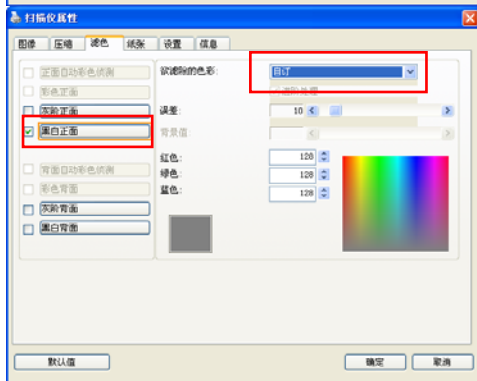 扫描仪属性
图像 压缩 滤色 纸张 设置 信息
正面自动彩色侦测
彩色正面
灰阶正面
黑白正面
背面自动彩色侦测
彩色背面
灰阶背面
黑白背面
欲滤除的色彩: 自订
进阶处理
误差: 10
背景值
红色: 128
绿色: 128
蓝色: 128
默认值 确定 取消